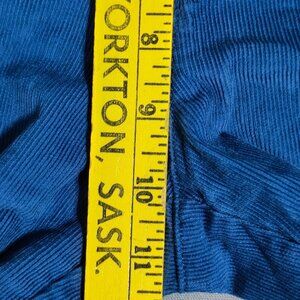 ORKTON, SASK.
8 9 10 11